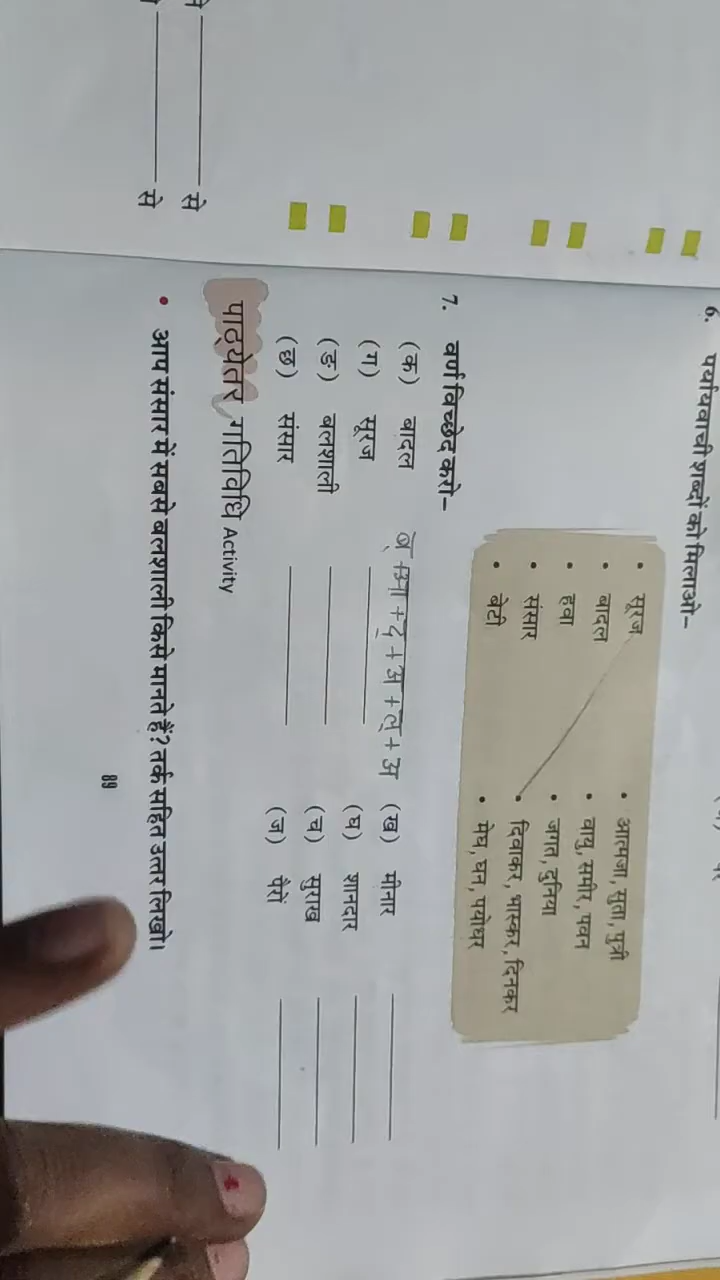 6. पर्यायवाची शब्दों को मिलाओ–
• सूरज • आत्मजा, सुता, पुत्री
• बादल • वायु, समीर, पवन
• हवा • जगत, दुनिया
• संसार • दिवाकर, भास्कर, दिनकर
• बेटी • मेघ, घन, पयोधर
7. वर्ण विच्छेद करो–
(क) बादल ब् + आ + द् + अ + ल् + अ (ख) मीनार
(ग) सूरज (घ) शानदार
(ङ) बलशाली (च) सुराख
(छ) संसार (ज) पैरों
पाठ्येतर गतिविधि Activity
• आप संसार में सबसे बलशाली किसे मानते हैं? तर्क सहित उत्तर लिखो।
89
से
से